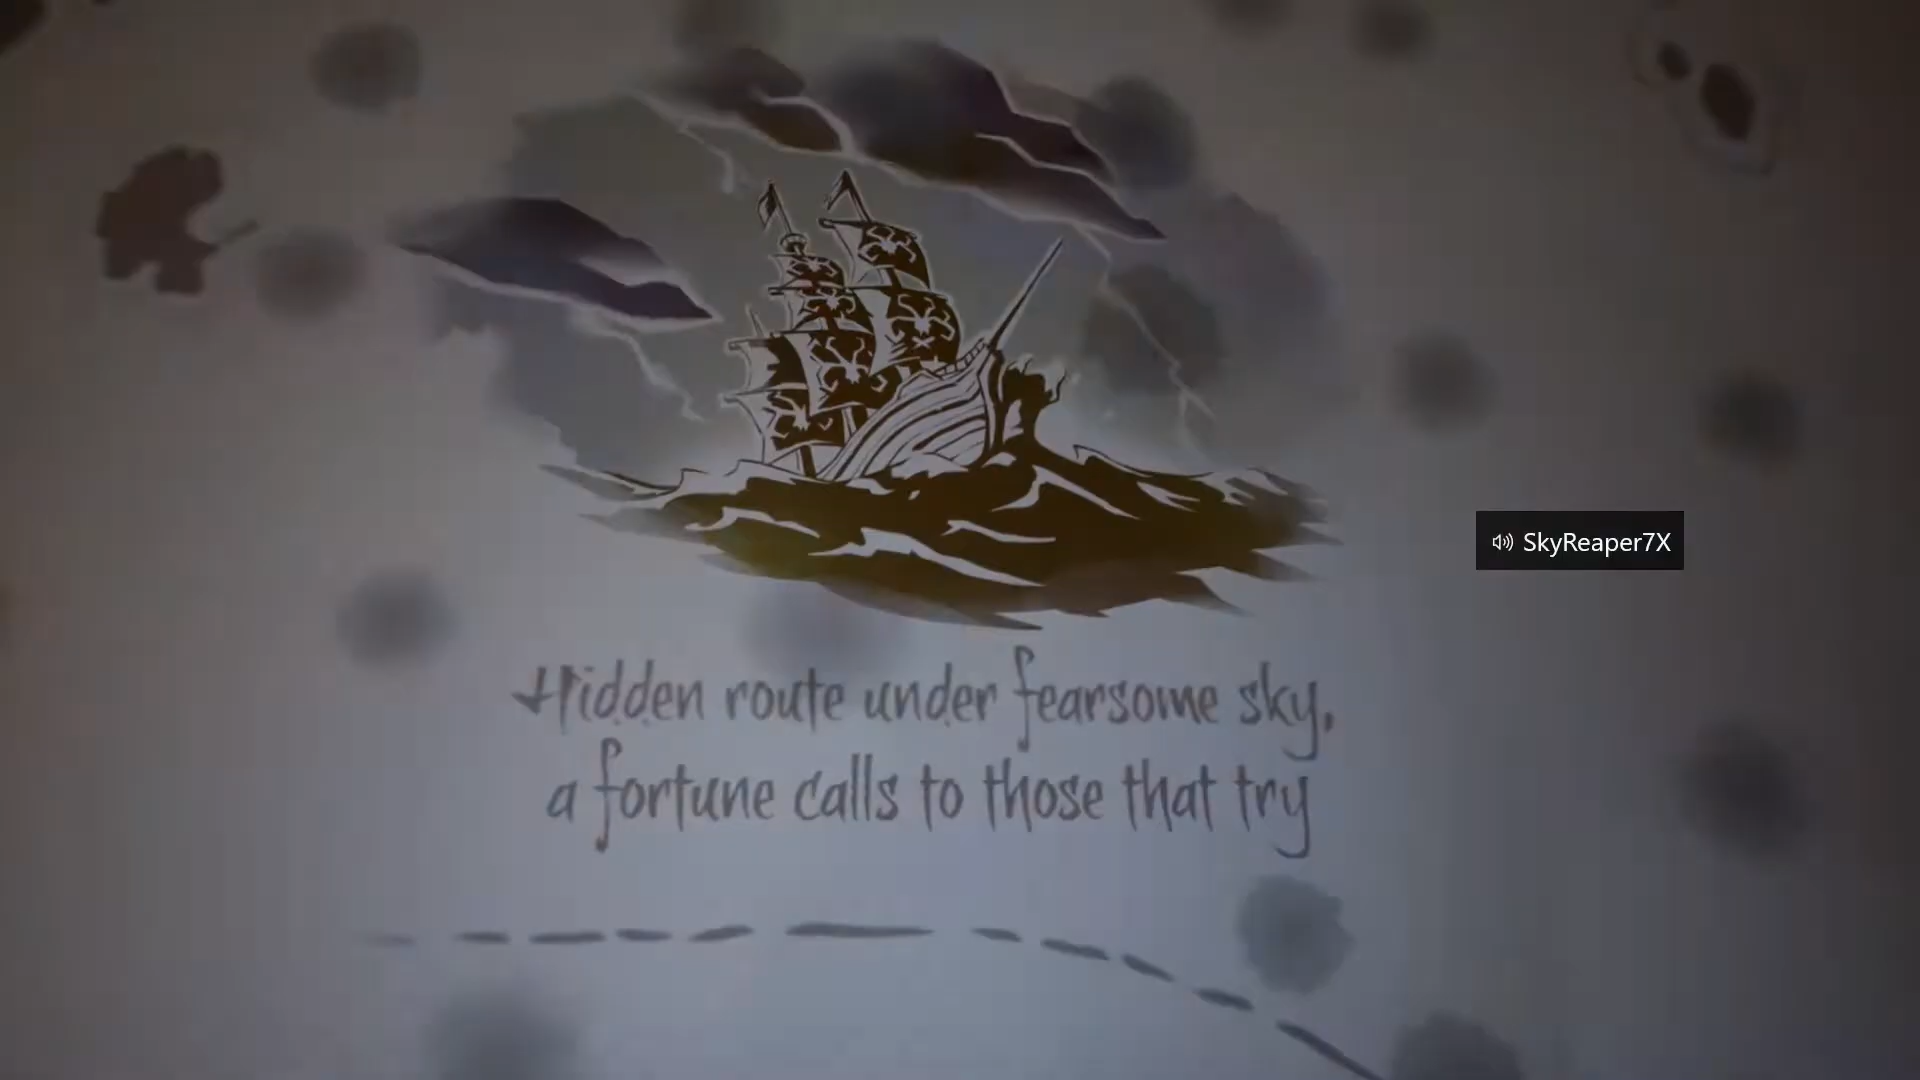 Hidden route under fearsome sky,
a fortune calls to those that try
SkyReaper7X